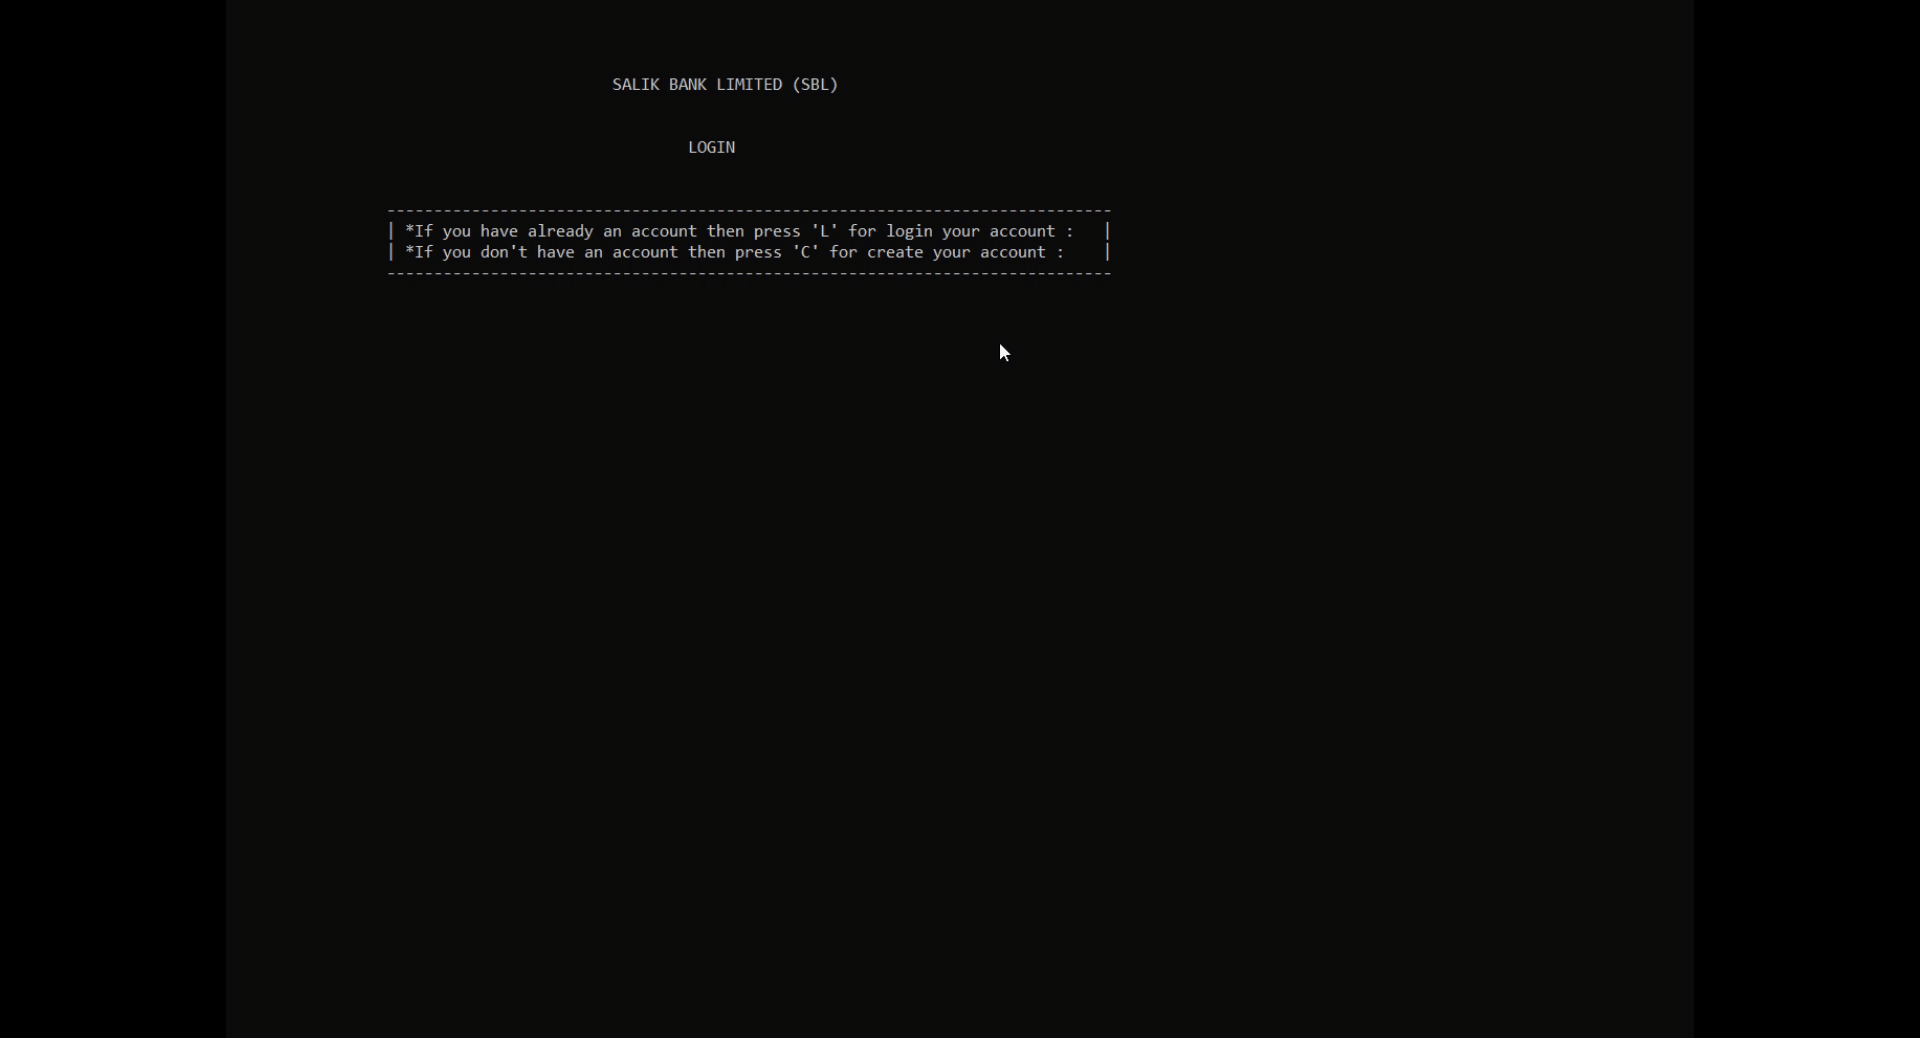 SALIK BANK LIMITED (SBL)
LOGIN
-----------------------------------------------------------------------------
| *If you have already an account then press 'L' for login your account :   |
| *If you don't have an account then press 'C' for create your account :    |
-----------------------------------------------------------------------------